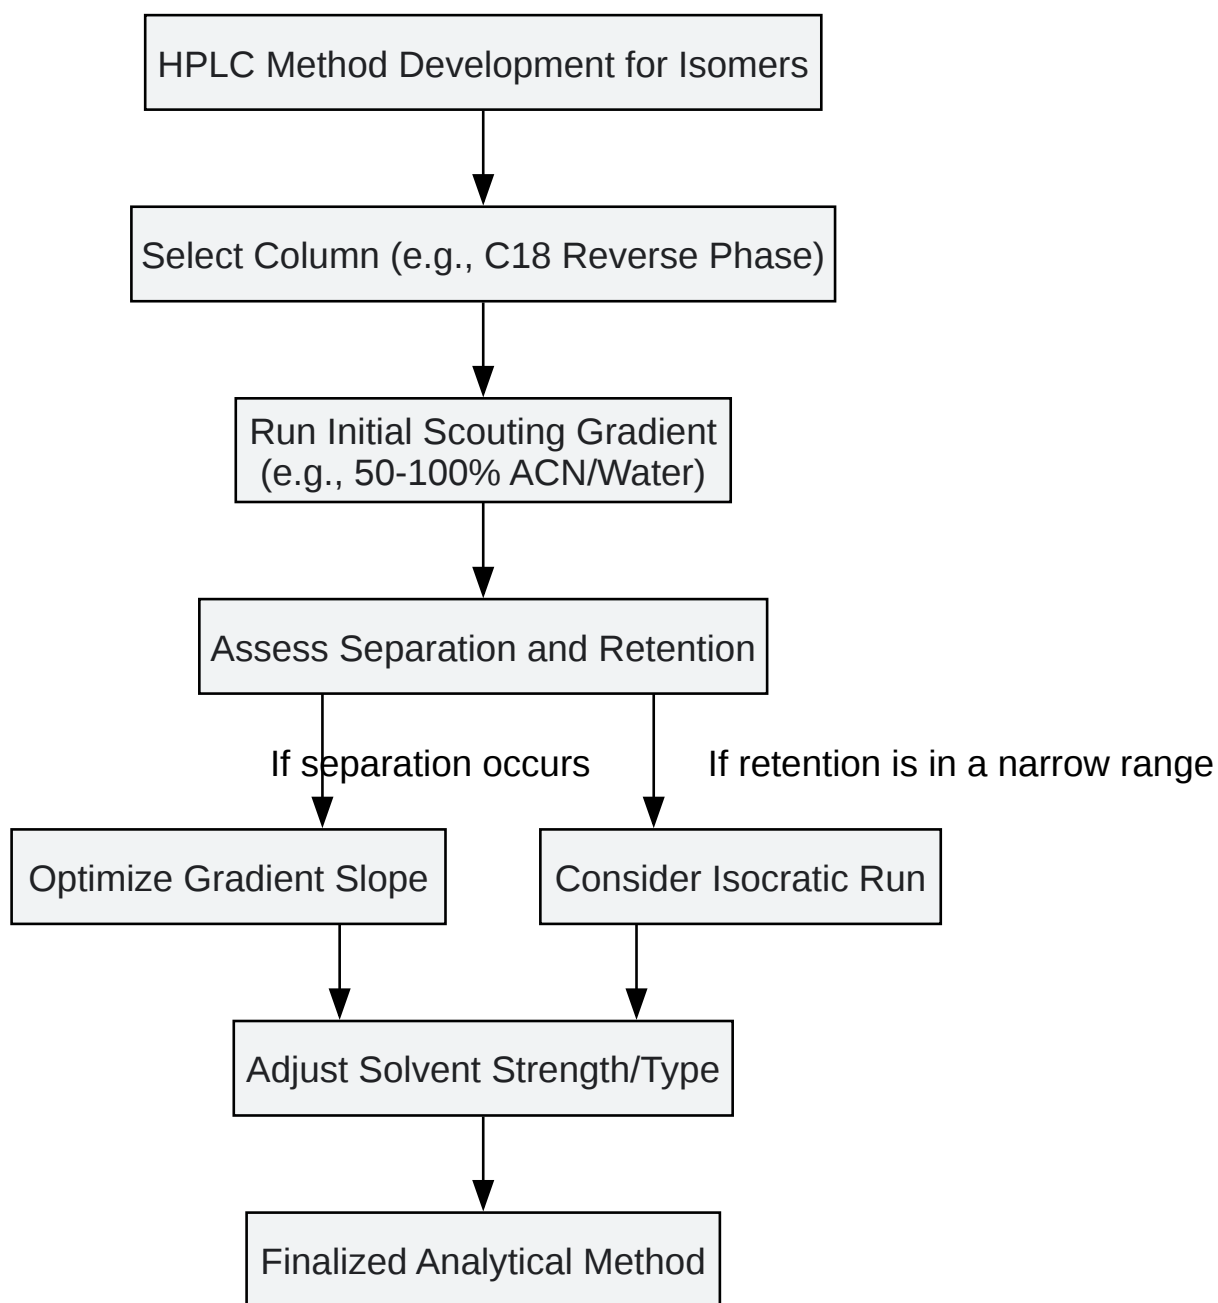 HPLC Method Development for Isomers
Select Column (e.g., C18 Reverse Phase)
Run Initial Scouting Gradient
(e.g., 50-100% ACN/Water)
Assess Separation and Retention
If separation occurs
If retention is in a narrow range
Optimize Gradient Slope
Consider Isocratic Run
Adjust Solvent Strength/Type
Finalized Analytical Method